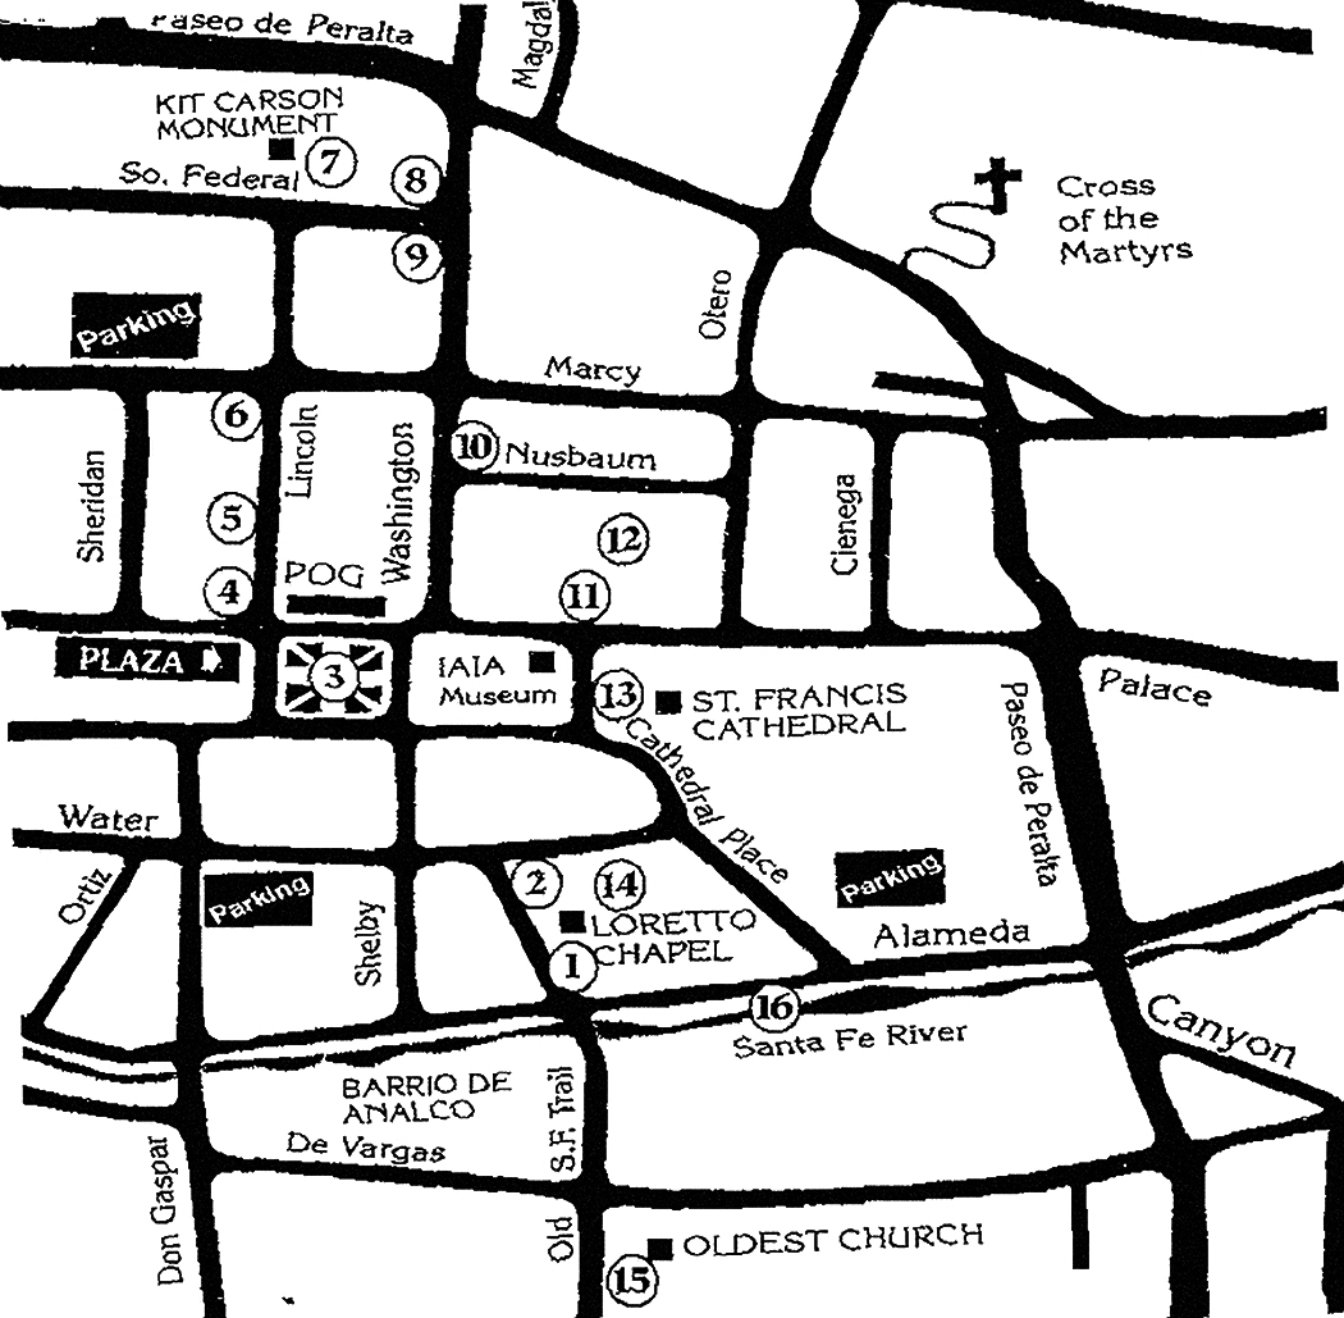 Paseo de Peralta
Magdal
KIT CARSON
MONUMENT
7
So. Federal
8
9
Cross
of the
Martyrs
Otero
Parking
Marcy
6
Lincoln
Washington
10
Nusbaum
Sheridan
5
12
Cienega
4
POG
11
PLAZA
3
IAIA
Museum
13
ST. FRANCIS
CATHEDRAL
Palace
Cathedral Place
Paseo de Peralta
Water
Ortiz
Parking
Shelby
2
14
LORETTO
CHAPEL
1
Parking
Alameda
16
Santa Fe River
Canyon
BARRIO DE
ANALCO
De Vargas
Don Gaspar
Old S.F. Trail
OLDEST CHURCH
15